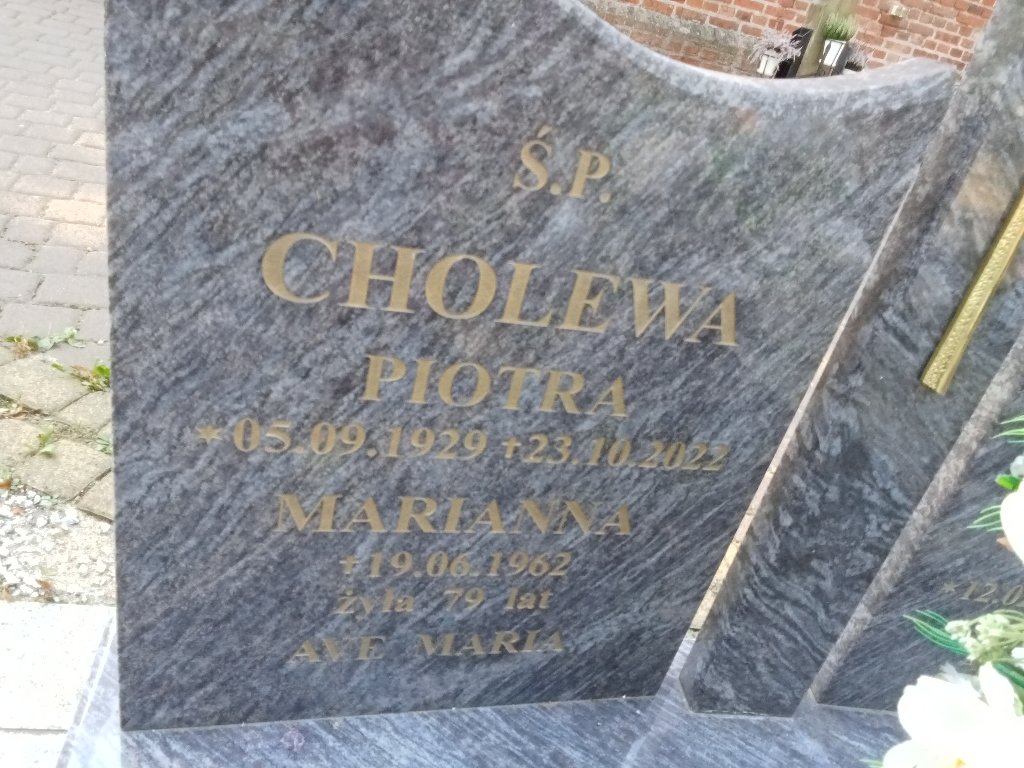 Ś.P.
CHOLEWA
PIOTRA
*05.09.1929 †23.10.2022
MARIANNA
†19.06.1962
żyła 79 lat
AVE MARIA